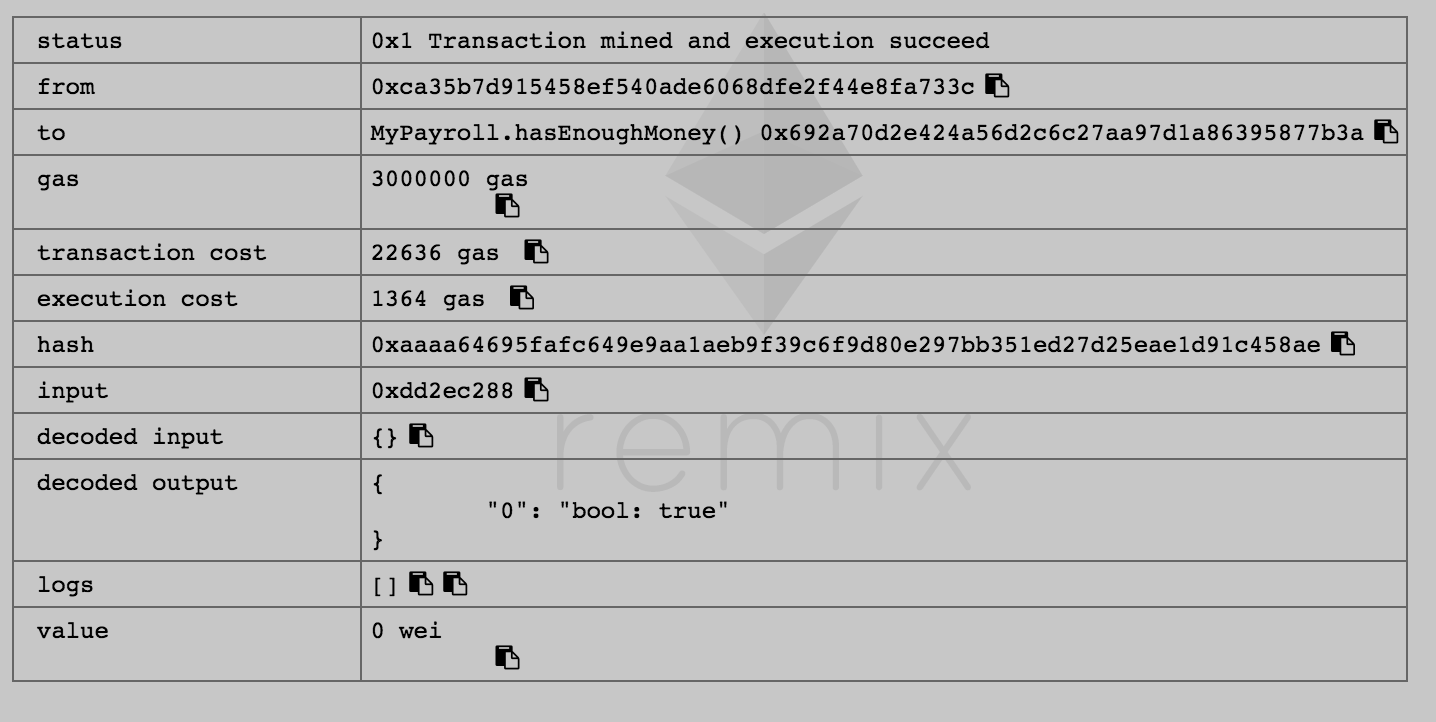 status 0x1 Transaction mined and execution succeed
from 0xca35b7d915458ef540ade6068dfe2f44e8fa733c
to MyPayroll.hasEnoughMoney() 0x692a70d2e424a56d2c6c27aa97d1a86395877b3a
gas 3000000 gas
transaction cost 22636 gas
execution cost 1364 gas
hash 0xaaaa64695fafc649e9aa1aeb9f39c6f9d80e297bb351ed27d25eae1d91c458ae
input 0xdd2ec288
decoded input {}
decoded output {
"0": "bool: true"
}
logs []
value 0 wei
remix